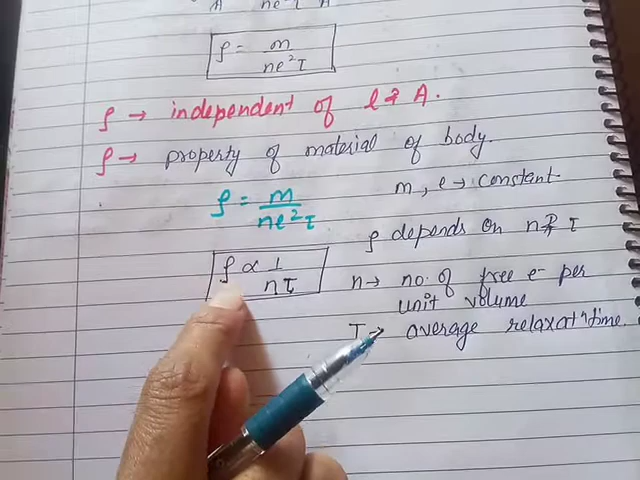 ρ = m / ne²τ
ρ → independent of l & A.
ρ → property of material of body.
ρ = m / ne²τ
m, e → constant
ρ depends on n & τ
ρ ∝ 1 / nτ
n → no. of free e⁻ per
unit volume
τ → average relaxatⁿ time.